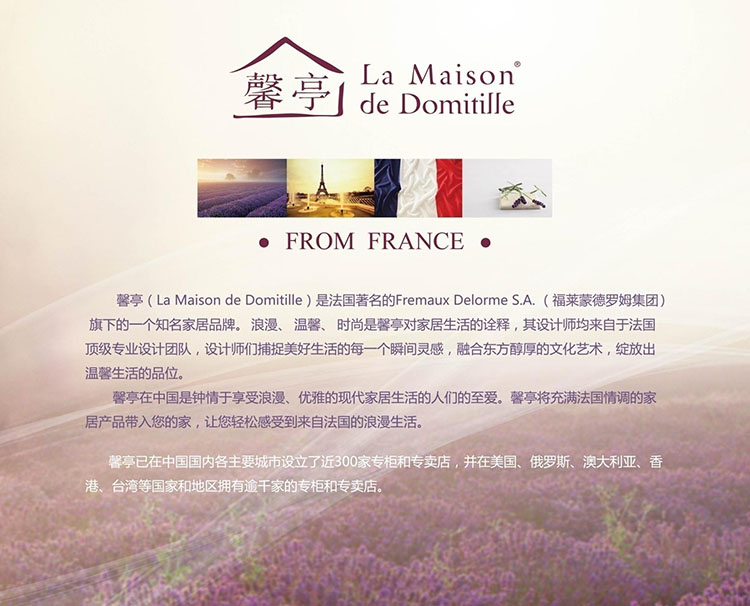 馨亭 La Maison®
de Domitille
• FROM FRANCE •
馨亭（La Maison de Domitille）是法国著名的Fremaux Delorme S.A.（福莱蒙德罗姆集团）
旗下的一个知名家居品牌。 浪漫、 温馨、 时尚是馨亭对家居生活的诠释，其设计师均来自于法国
顶级专业设计团队，设计师们捕捉美好生活的每一个瞬间灵感，融合东方醇厚的文化艺术，绽放出
温馨生活的品位。
馨亭在中国是钟情于享受浪漫、优雅的现代家居生活的人们的至爱。馨亭将充满法国情调的家
居产品带入您的家，让您轻松感受到来自法国的浪漫生活。
馨亭已在中国国内各主要城市设立了近300家专柜和专卖店，并在美国、俄罗斯、澳大利亚、香
港、台湾等国家和地区拥有逾千家的专柜和专卖店。